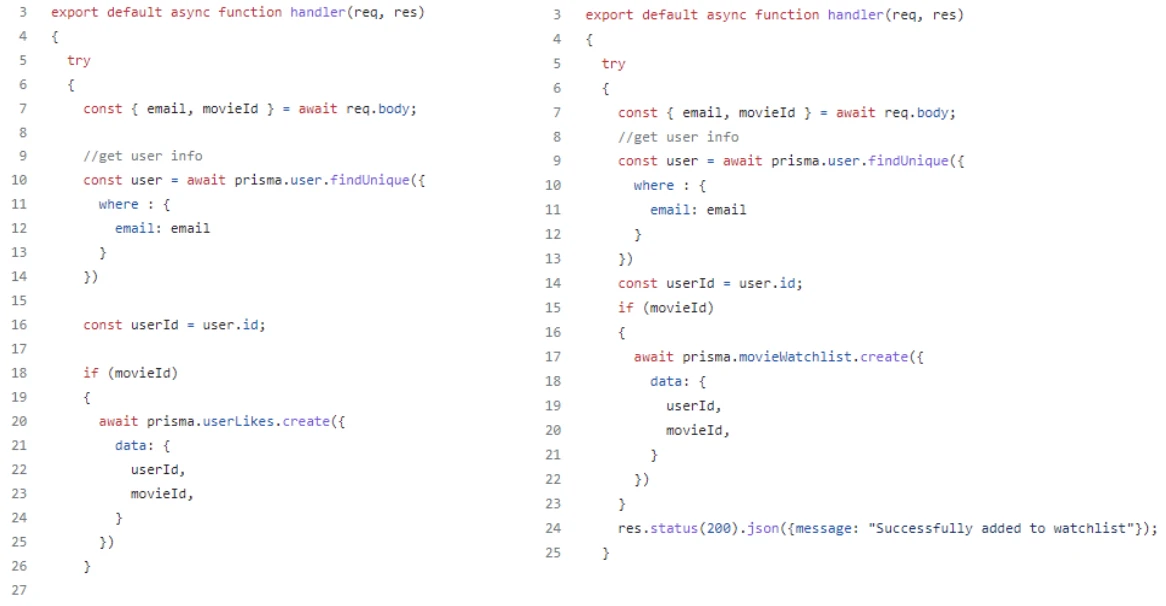 3 export default async function handler(req, res)
4 {
5 try
6 {
7 const { email, movieId } = await req.body;
8
9 //get user info
10 const user = await prisma.user.findUnique({
11 where : {
12 email: email
13 }
14 })
15
16 const userId = user.id;
17
18 if (movieId)
19 {
20 await prisma.userLikes.create({
21 data: {
22 userId,
23 movieId,
24 }
25 })
26 }
27
3 export default async function handler(req, res)
4 {
5 try
6 {
7 const { email, movieId } = await req.body;
8 //get user info
9 const user = await prisma.user.findUnique({
10 where : {
11 email: email
12 }
13 })
14 const userId = user.id;
15 if (movieId)
16 {
17 await prisma.movieWatchlist.create({
18 data: {
19 userId,
20 movieId,
21 }
22 })
23 }
24 res.status(200).json({message: "Successfully added to watchlist"});
25 }